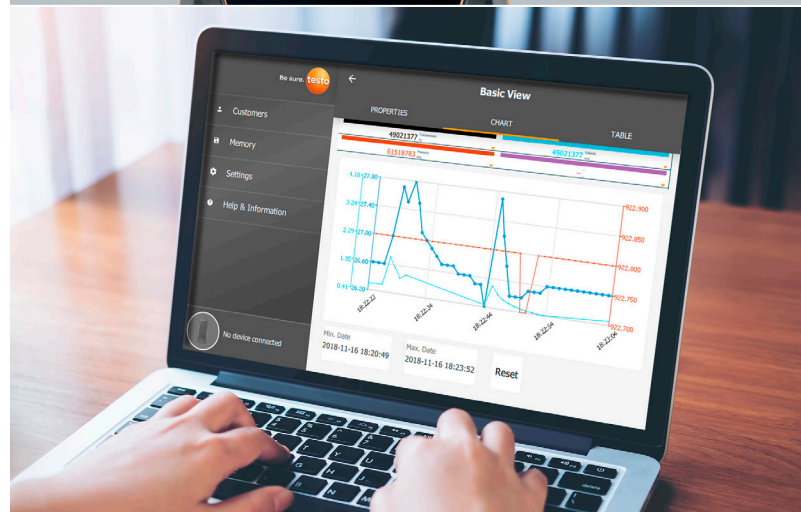 Be sure. testo
Customers
Memory
Settings
Help & Information
No device connected
Basic View
PROPERTIES
CHART
TABLE
49021377
49021377
61518783
4.18 27.80
3.24 27.40
2.29 27.00
1.35 26.60
0.41 26.20
922.900
922.850
922.800
922.750
922.700
18:22:23
18:22:34
18:22:44
18:22:54
18:23:04
Min. Date
2018-11-16 18:20:49
Max. Date
2018-11-16 18:23:52
Reset
delete